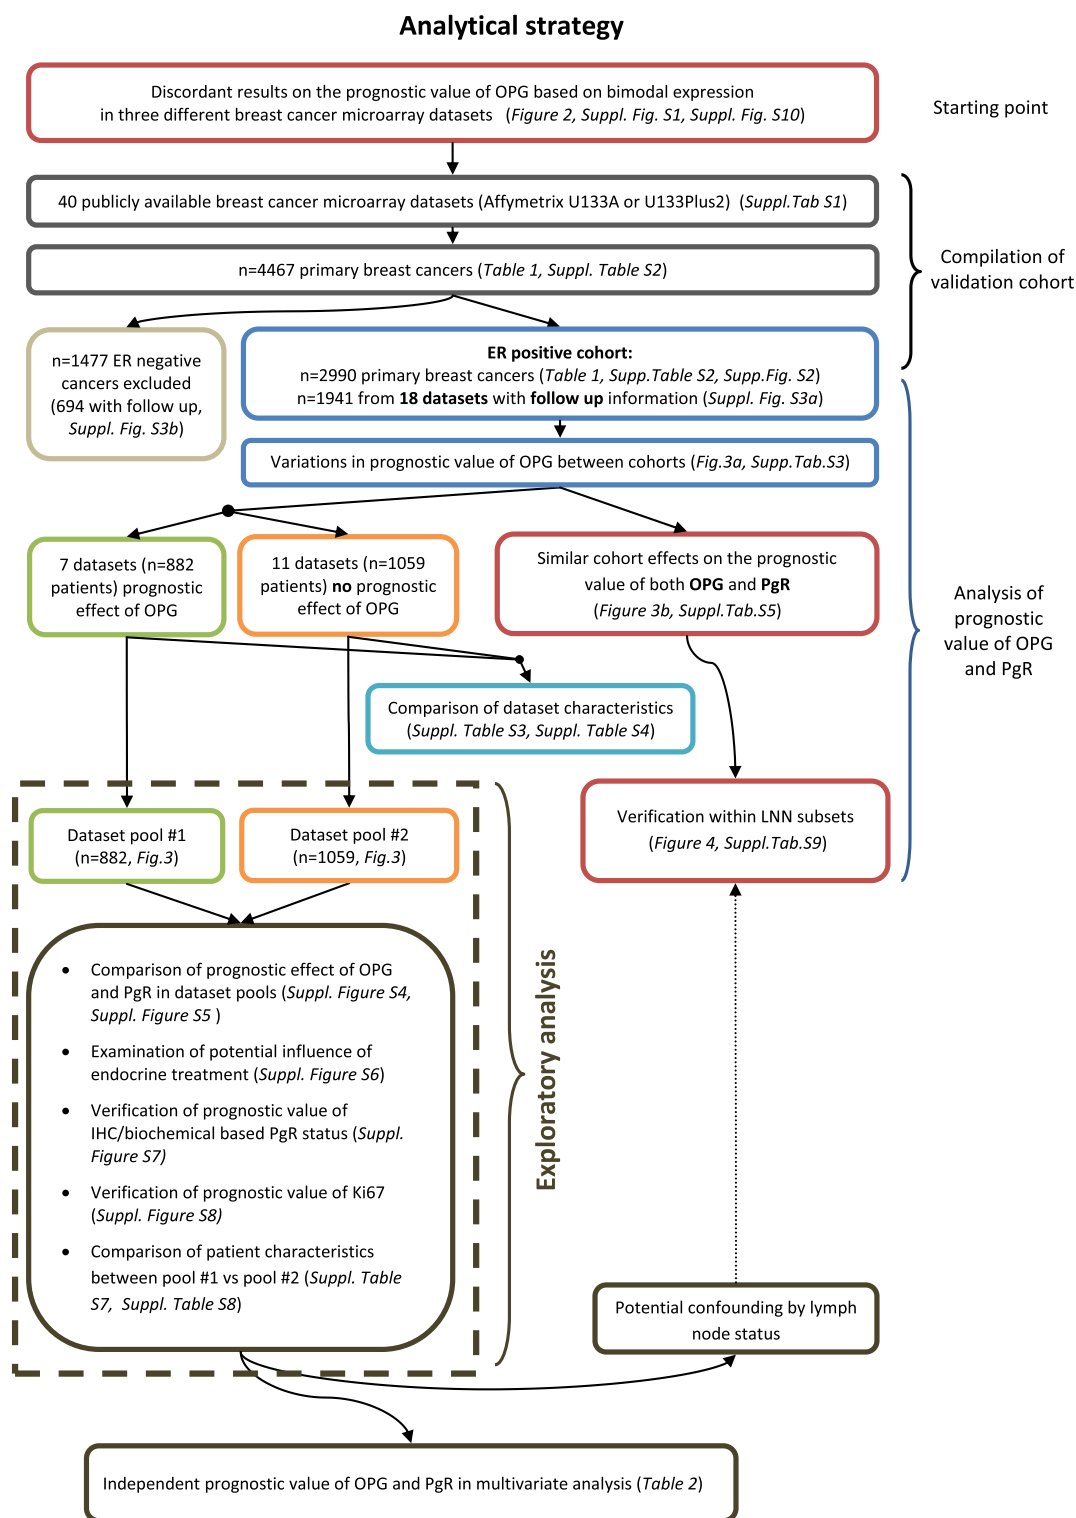 Analytical strategy
Discordant results on the prognostic value of OPG based on bimodal expression
in three different breast cancer microarray datasets (Figure 2, Suppl. Fig. S1, Suppl. Fig. S10)
Starting point
40 publicly available breast cancer microarray datasets (Affymetrix U133A or U133Plus2) (Suppl.Tab S1)
n=4467 primary breast cancers (Table 1, Suppl. Table S2)
Compilation of
validation cohort
n=1477 ER negative
cancers excluded
(694 with follow up,
Suppl. Fig. S3b)
ER positive cohort:
n=2990 primary breast cancers (Table 1, Supp.Table S2, Supp.Fig. S2)
n=1941 from 18 datasets with follow up information (Suppl. Fig. S3a)
Variations in prognostic value of OPG between cohorts (Fig.3a, Supp.Tab.S3)
7 datasets (n=882
patients) prognostic
effect of OPG
11 datasets (n=1059
patients) no prognostic
effect of OPG
Similar cohort effects on the prognostic
value of both OPG and PgR
(Figure 3b, Suppl.Tab.S5)
Analysis of
prognostic
value of OPG
and PgR
Comparison of dataset characteristics
(Suppl. Table S3, Suppl. Table S4)
Dataset pool #1
(n=882, Fig.3)
Dataset pool #2
(n=1059, Fig.3)
Verification within LNN subsets
(Figure 4, Suppl.Tab.S9)
• Comparison of prognostic effect of OPG
and PgR in dataset pools (Suppl. Figure S4,
Suppl. Figure S5 )
• Examination of potential influence of
endocrine treatment (Suppl. Figure S6)
• Verification of prognostic value of
IHC/biochemical based PgR status (Suppl.
Figure S7)
• Verification of prognostic value of Ki67
(Suppl. Figure S8)
• Comparison of patient characteristics
between pool #1 vs pool #2 (Suppl. Table
S7, Suppl. Table S8)
Exploratory analysis
Potential confounding by lymph
node status
Independent prognostic value of OPG and PgR in multivariate analysis (Table 2)